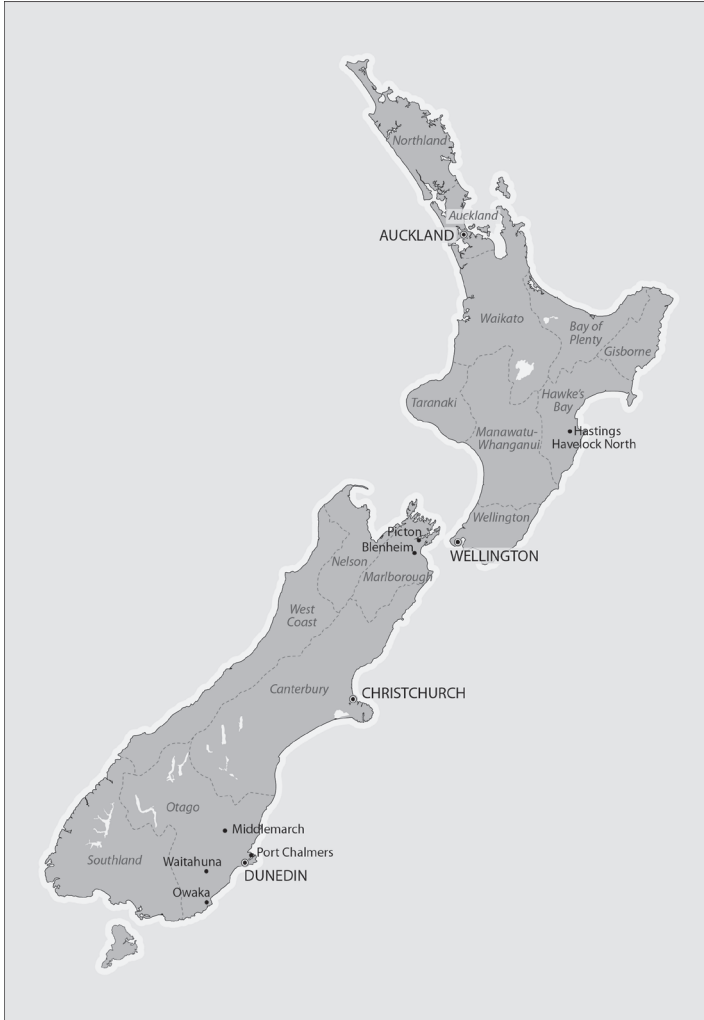 Northland
Auckland
AUCKLAND
Waikato
Bay of
Plenty
Gisborne
Taranaki
Hawke's
Bay
Manawatu-
Whanganui
Hastings
Havelock North
Wellington
WELLINGTON
Picton
Blenheim
Nelson
Marlborough
West
Coast
Canterbury
CHRISTCHURCH
Otago
Middlemarch
Southland
Waitahuna
Port Chalmers
DUNEDIN
Owaka